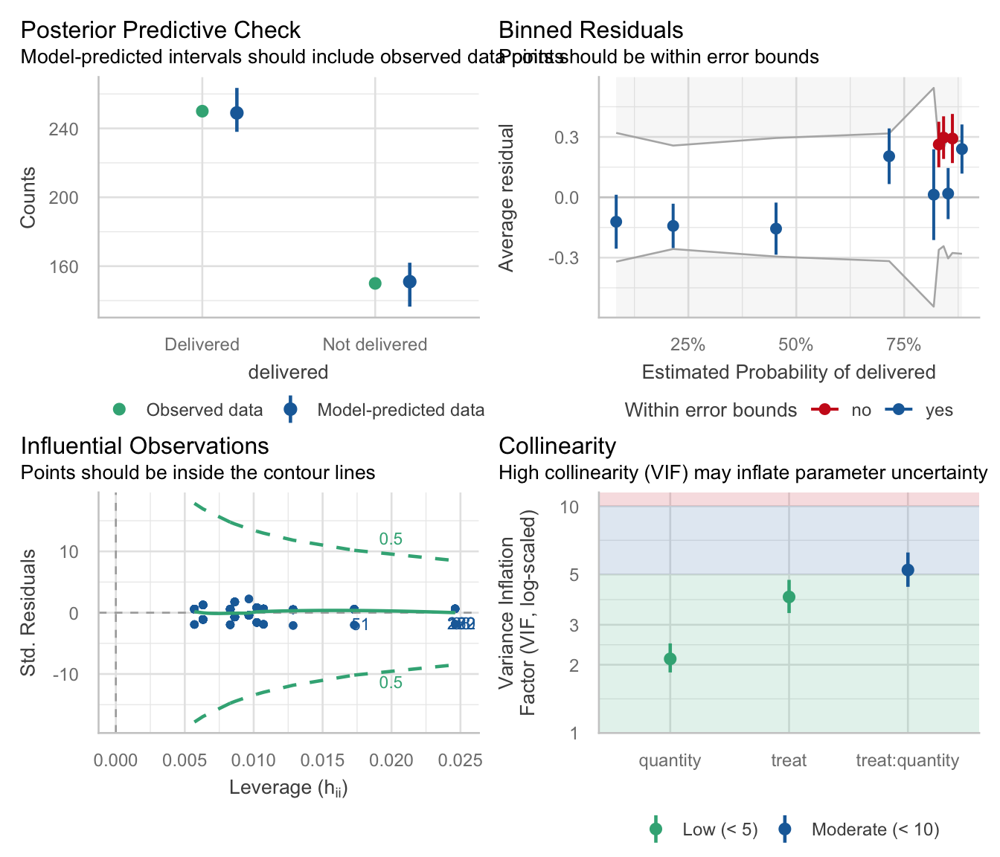 Posterior Predictive Check
Model-predicted intervals should include observed data points
Counts
240
200
160
Delivered
Not delivered
delivered
Observed data
Model-predicted data
Binned Residuals
Points should be within error bounds
Average residual
0.3
0.0
-0.3
25%
50%
75%
Estimated Probability of delivered
Within error bounds
no
yes
Influential Observations
Points should be inside the contour lines
Std. Residuals
10
0
-10
0.5
0.5
51
0.000
0.005
0.010
0.015
0.020
0.025
Leverage (hii)
Collinearity
High collinearity (VIF) may inflate parameter uncertainty
Variance Inflation
Factor (VIF, log-scaled)
10
5
3
2
1
quantity
treat
treat:quantity
Low (< 5)
Moderate (< 10)